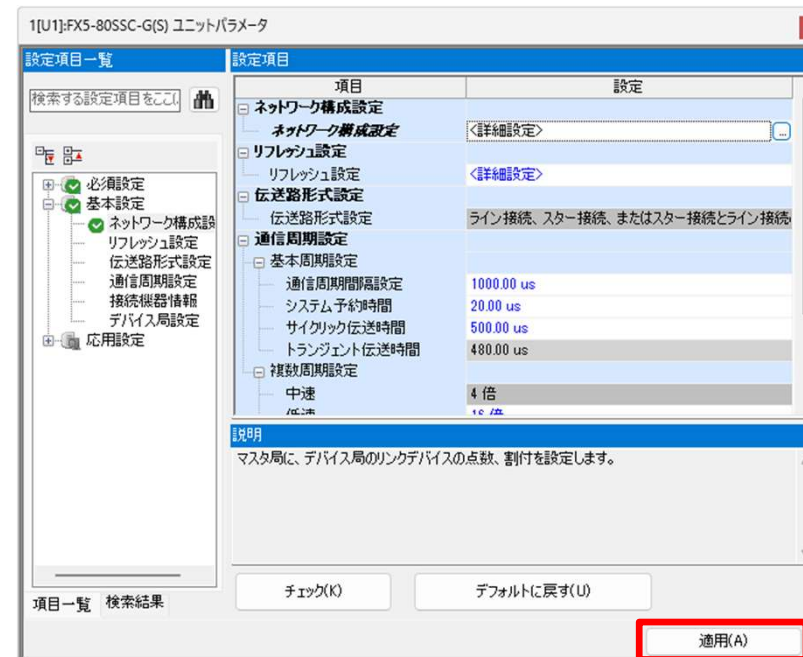 1[U1]:FX5-80SSC-G(S) ユニットパラメータ
設定項目一覧
検索する設定項目をここに
必須設定
基本設定
ネットワーク構成設
リフレッシュ設定
伝送路形式設定
通信周期設定
接続機器情報
デバイス局設定
応用設定
項目一覧
検索結果
設定項目
項目 設定
ネットワーク構成設定
ネットワーク構成設定 <詳細設定>
リフレッシュ設定
リフレッシュ設定 <詳細設定>
伝送路形式設定
伝送路形式設定 ライン接続、スター接続、またはスター接続とライン接続
通信周期設定
基本周期設定
通信周期間隔設定 1000.00 us
システム予約時間 20.00 us
サイクリック伝送時間 500.00 us
トランジェント伝送時間 480.00 us
複数周期設定
中速 4 倍
低速 16 倍
説明
マスタ局に、デバイス局のリンクデバイスの点数、割付を設定します。
チェック(K)
デフォルトに戻す(U)
適用(A)